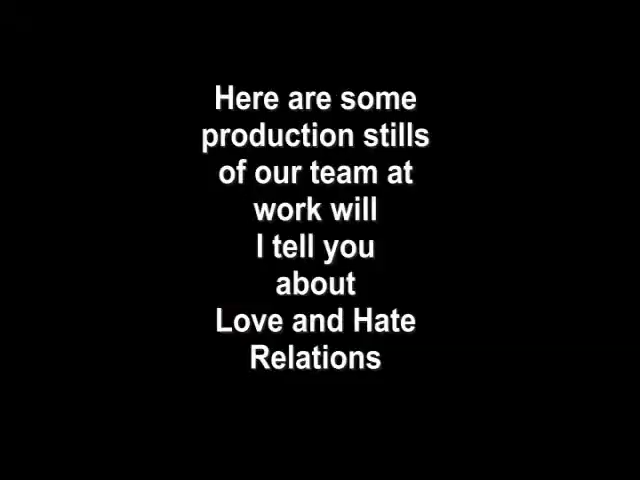 Here are some
production stills
of our team at
work will
I tell you
about
Love and Hate
Relations